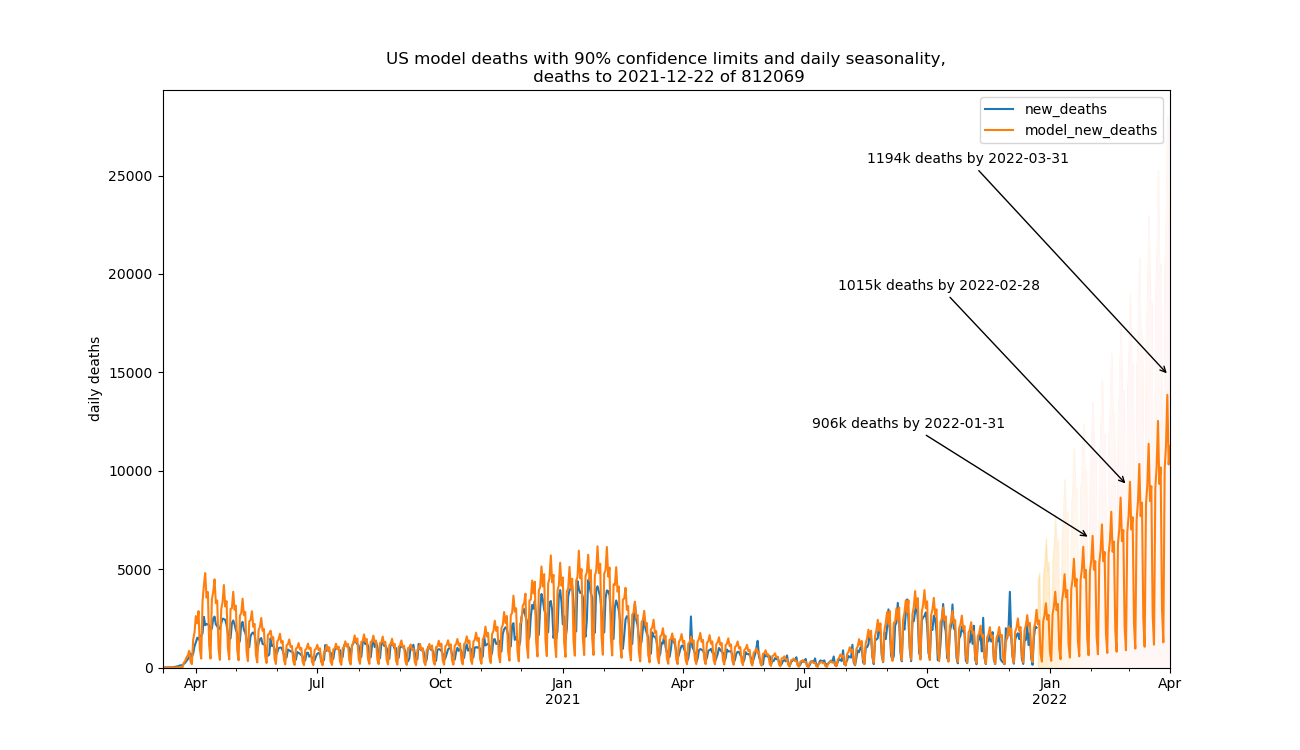 US model deaths with 90% confidence limits and daily seasonality,
deaths to 2021-12-22 of 812069
new_deaths
model_new_deaths
1194k deaths by 2022-03-31
1015k deaths by 2022-02-28
906k deaths by 2022-01-31
daily deaths
25000
20000
15000
10000
5000
0
Apr Jul Oct Jan Apr Jul Oct Jan Apr
2021 2022